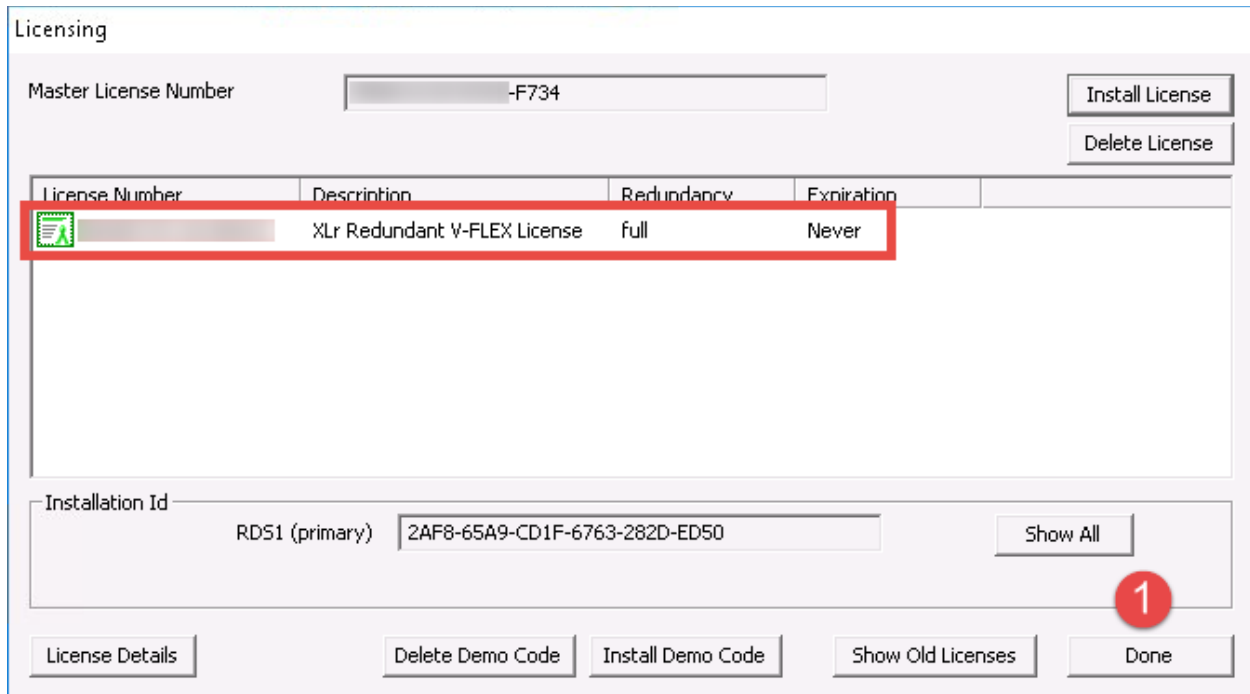 Licensing
Master License Number -F734 Install License
Delete License
License Number Description Redundancy Expiration
XLr Redundant V-FLEX License full Never
Installation Id
RDS1 (primary) 2AF8-65A9-CD1F-6763-282D-ED50 Show All
1
License Details Delete Demo Code Install Demo Code Show Old Licenses Done